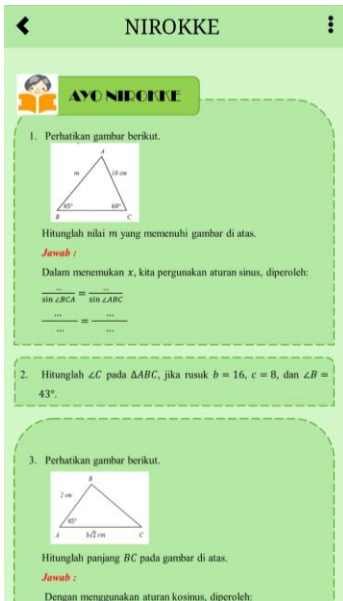 NIROKKE
AYO NIROKKE
1. Perhatikan gambar berikut.
A
m
10 cm
45°
60°
B
C
Hitunglah nilai m yang memenuhi gambar di atas.
Jawab :
Dalam menemukan x, kita pergunakan aturan sinus, diperoleh:
.../sin ∠BCA = .../sin ∠ABC
.../... = .../...
2. Hitunglah ∠C pada ΔABC, jika rusuk b = 16, c = 8, dan ∠B =
43°.
3. Perhatikan gambar berikut.
B
2 cm
45°
A
3√2 cm
C
Hitunglah panjang BC pada gambar di atas.
Jawab :
Dengan menggunakan aturan kosinus, diperoleh: